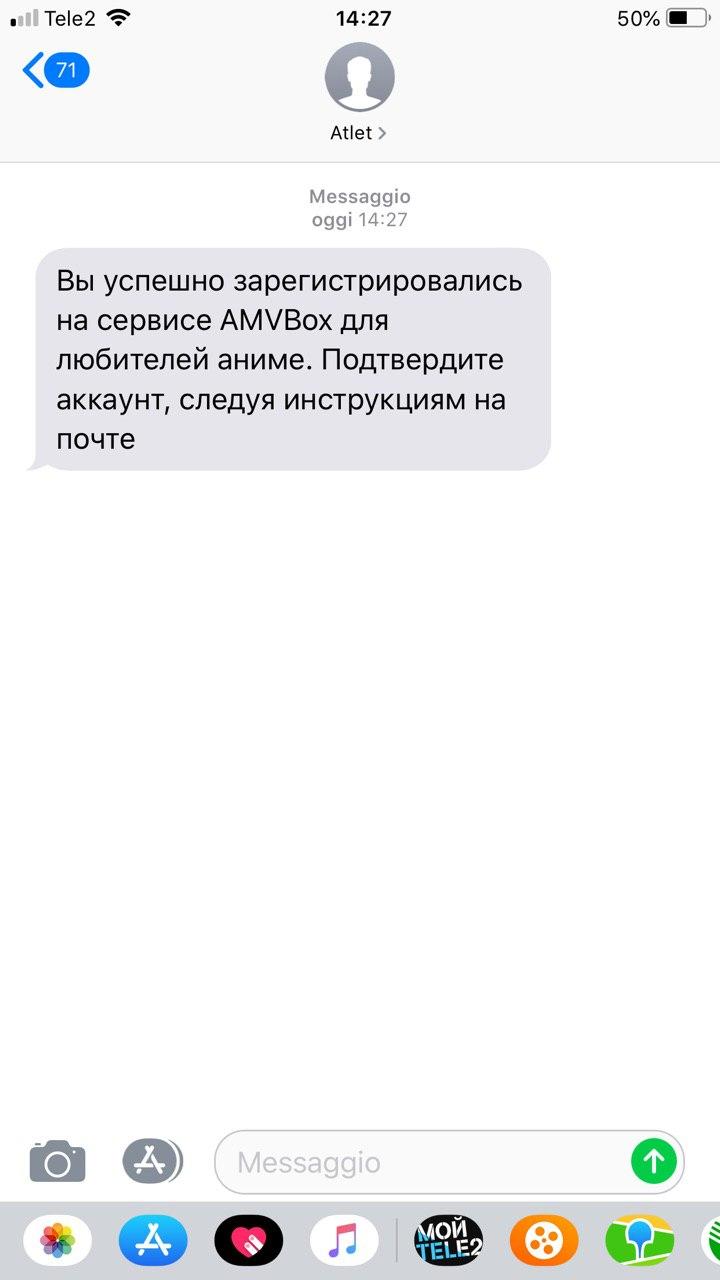 Tele2 14:27 50%
71
Atlet
Messaggio
oggi 14:27
Вы успешно зарегистрировались
на сервисе AMVBox для
любителей аниме. Подтвердите
аккаунт, следуя инструкциям на
почте
Messaggio
МОЙ
TELE2